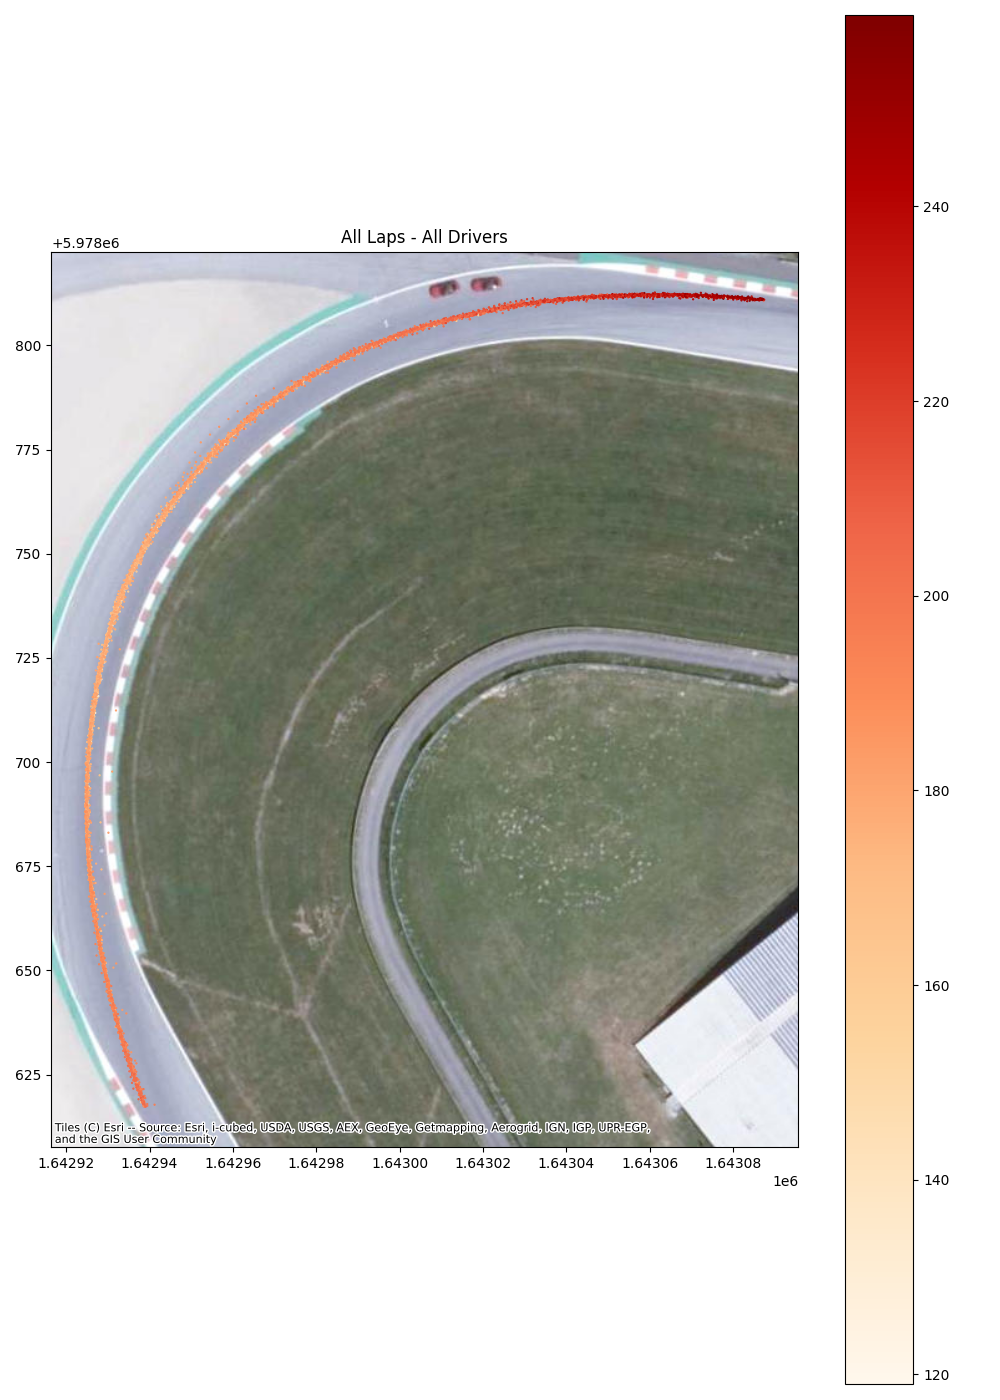 All Laps - All Drivers
+5.978e6
800
775
750
725
700
675
650
625
Tiles (C) Esri -- Source: Esri, i-cubed, USDA, USGS, AEX, GeoEye, Getmapping, Aerogrid, IGN, IGP, UPR-EGP,
and the GIS User Community
1.64292 1.64294 1.64296 1.64298 1.64300 1.64302 1.64304 1.64306 1.64308
1e6
240
220
200
180
160
140
120